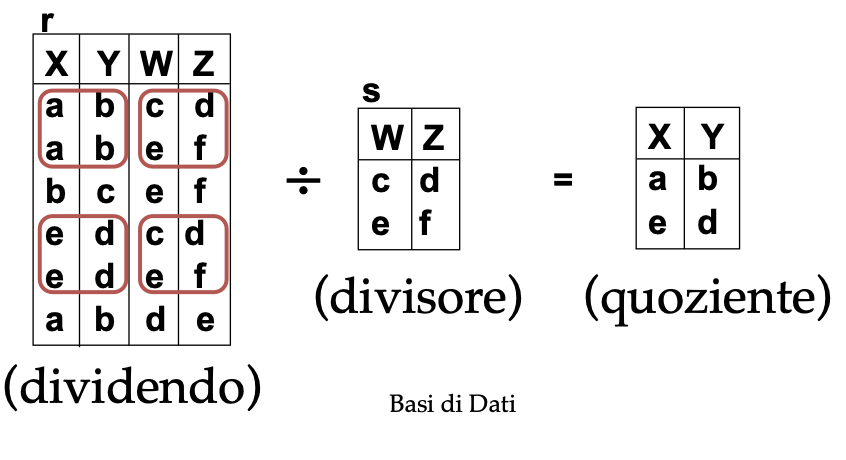 r
X Y W Z
a b c d
a b e f
b c e f
e d c d
e d e f
a b d e
(dividendo)
÷
s
W Z
c d
e f
(divisore)
=
X Y
a b
e d
(quoziente)
Basi di Dati